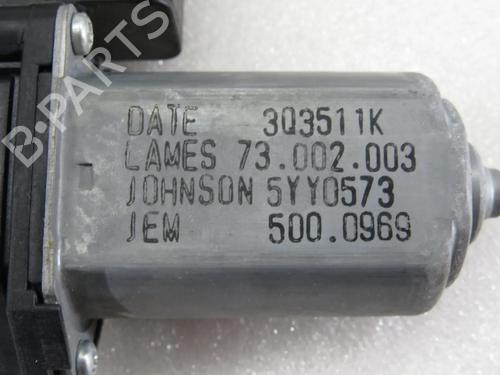 DATE 3Q3511K
LAMES 73.002.003
JOHNSON 5YY0573
JEM 500.0969
B-PARTS